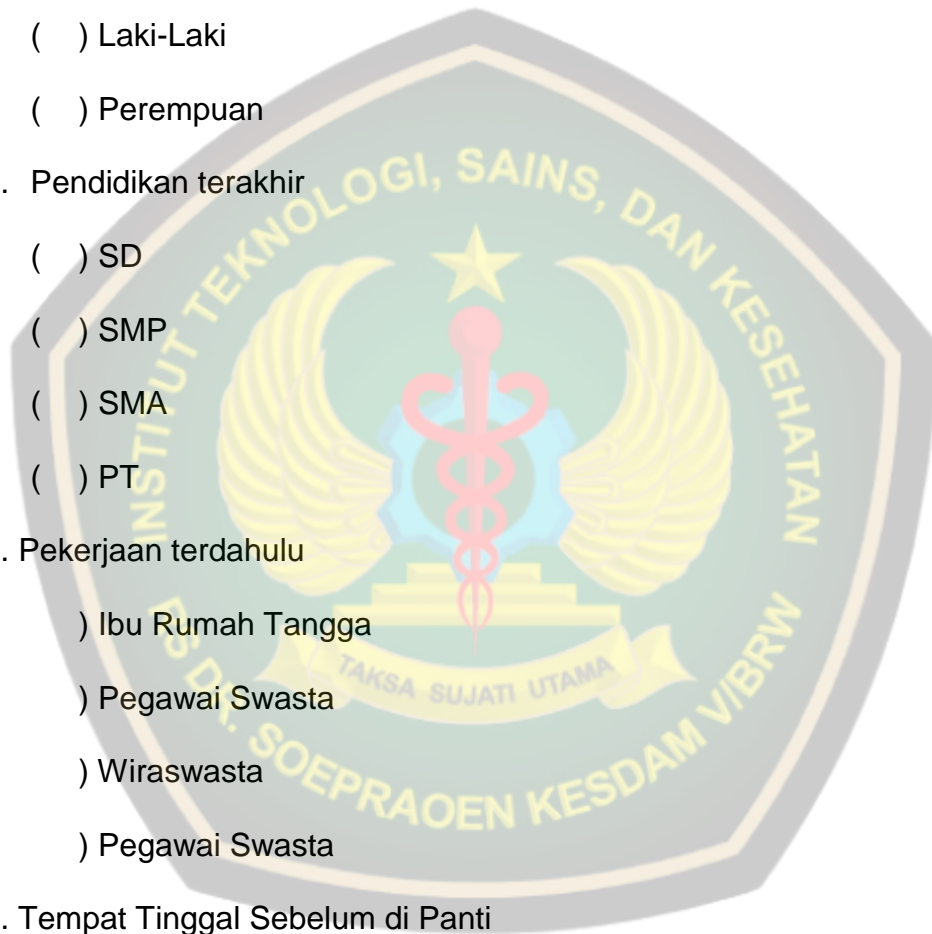 ( ) Laki-Laki
( ) Perempuan
. Pendidikan terakhir
( ) SD
( ) SMP
( ) SMA
( ) PT
. Pekerjaan terdahulu
) Ibu Rumah Tangga
) Pegawai Swasta
) Wiraswasta
) Pegawai Swasta
. Tempat Tinggal Sebelum di Panti
INSTITUT TEKNOLOGI, SAINS, DAN KESEHATAN
TAKSA SUJATI UTAMA
RS DR. SOEPRAOEN KESDAM V/BRW